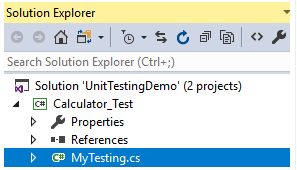 Solution Explorer
Search Solution Explorer (Ctrl+;)
Solution 'UnitTestingDemo' (2 projects)
C# Calculator_Test
Properties
References
C# MyTesting.cs